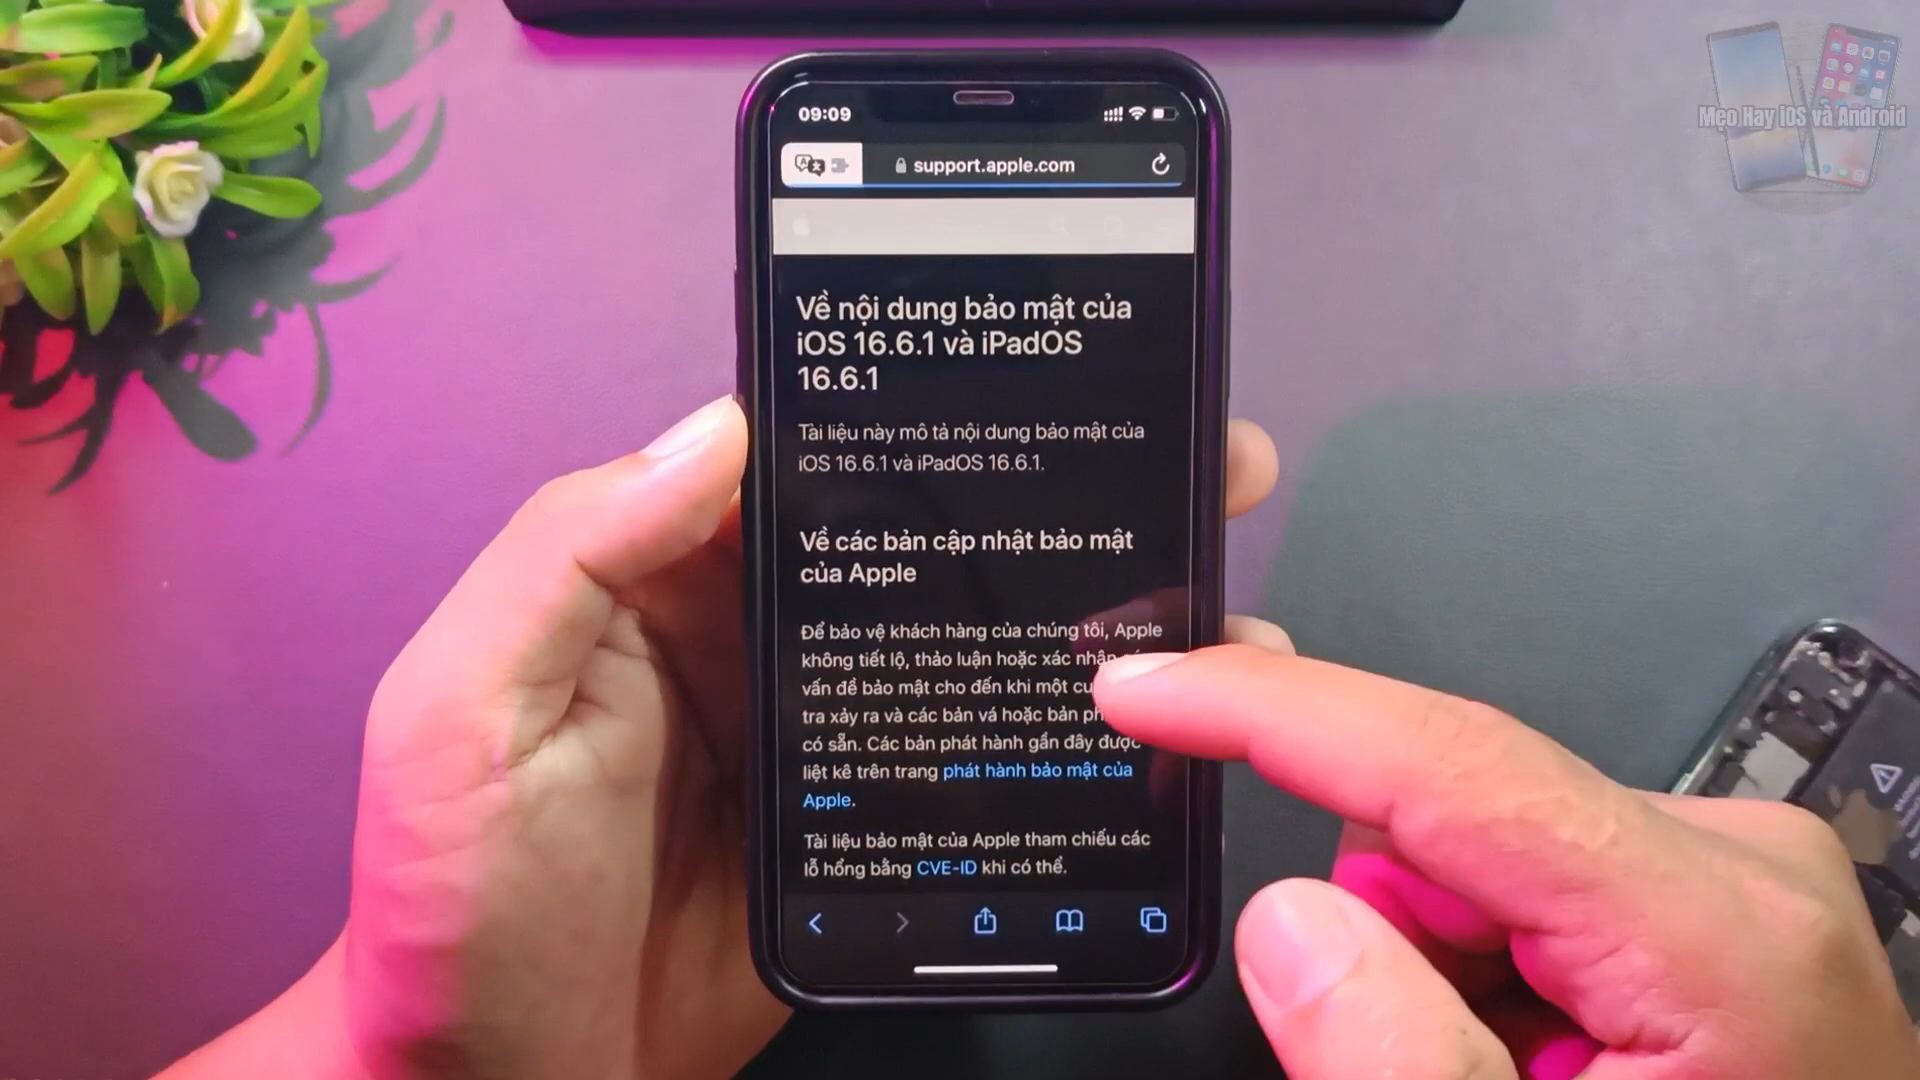 Mẹo Hay iOS và Android
09:09
support.apple.com
Về nội dung bảo mật của
iOS 16.6.1 và iPadOS
16.6.1
Tài liệu này mô tả nội dung bảo mật của
iOS 16.6.1 và iPadOS 16.6.1.
Về các bản cập nhật bảo mật
của Apple
Để bảo vệ khách hàng của chúng tôi, Apple
không tiết lộ, thảo luận hoặc xác nhận
vấn đề bảo mật cho đến khi một
tra xảy ra và các bản vá hoặc bản
có sẵn. Các bản phát hành gần đây được
liệt kê trên trang phát hành bảo mật của
Apple.
Tài liệu bảo mật của Apple tham chiếu các
lỗ hổng bằng CVE-ID khi có thể.